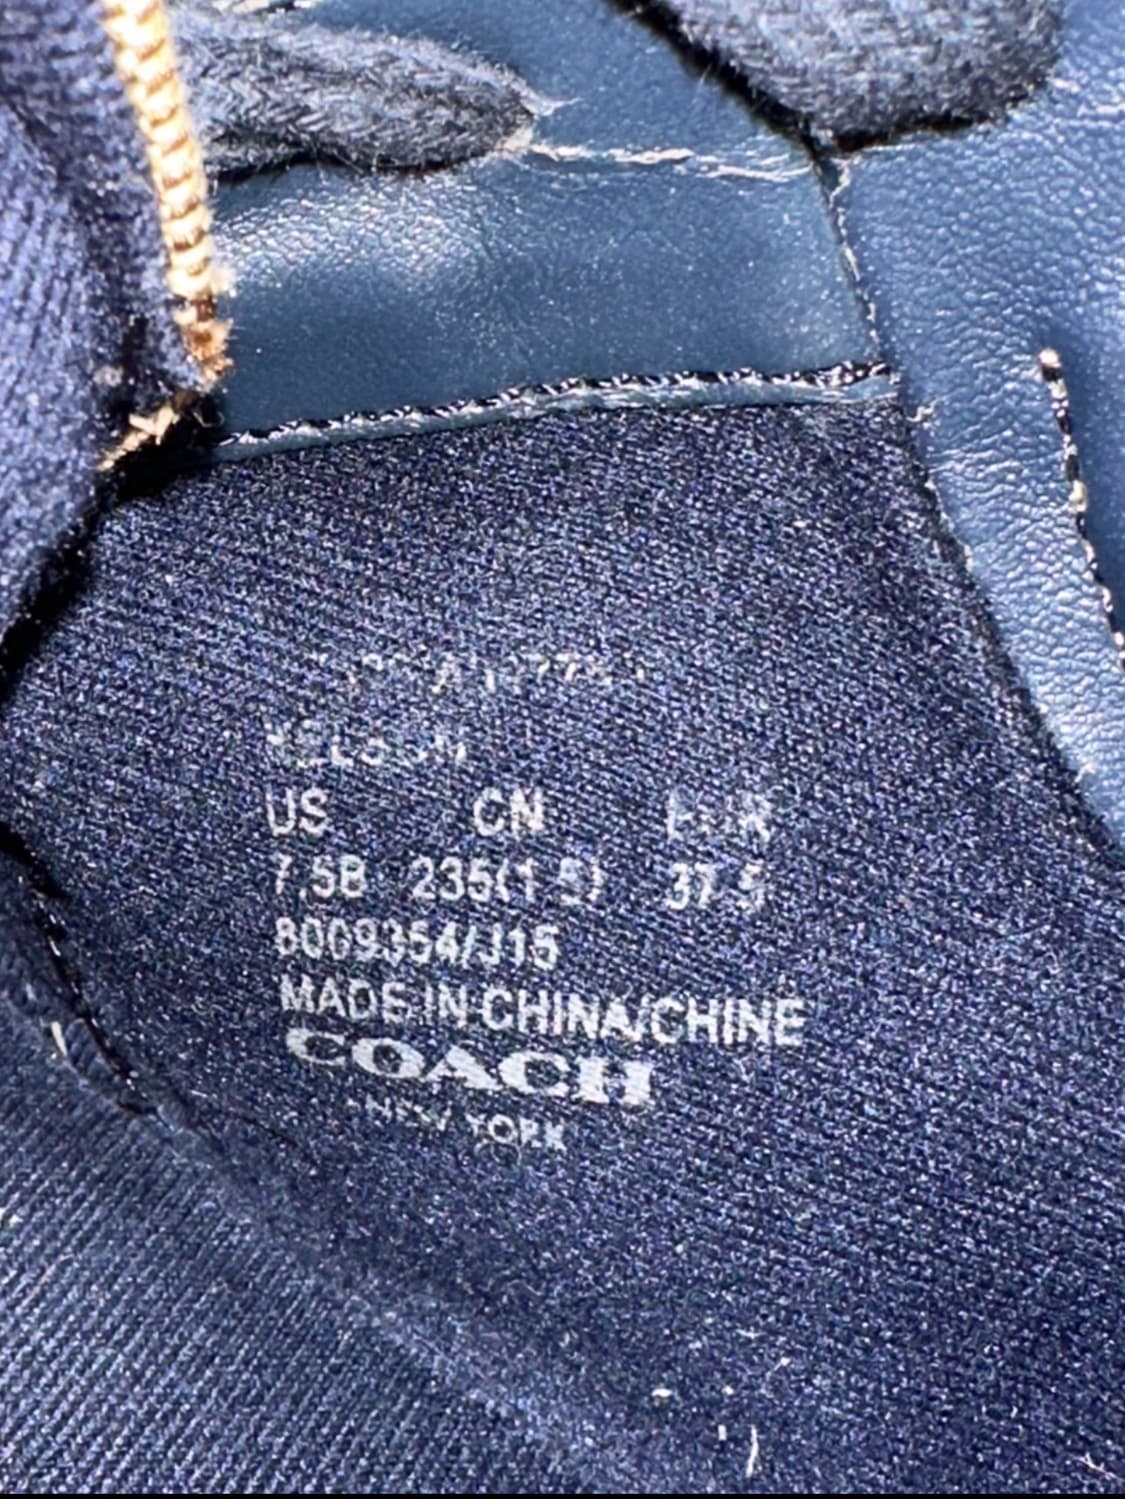 US CN EUR
7.5B 235(1.5) 37.5
8009354/J15
MADE IN CHINA/CHINE
COACH
NEW YORK